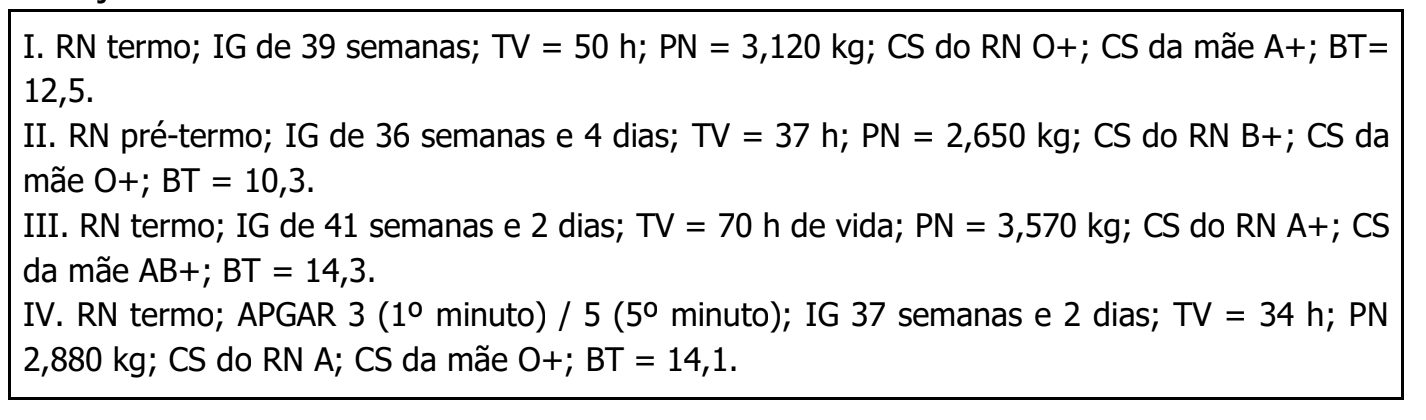 I. RN termo; IG de 39 semanas; TV = 50 h; PN = 3,120 kg; CS do RN O+; CS da mãe A+; BT=
12,5.
II. RN pré-termo; IG de 36 semanas e 4 dias; TV = 37 h; PN = 2,650 kg; CS do RN B+; CS da
mãe O+; BT = 10,3.
III. RN termo; IG de 41 semanas e 2 dias; TV = 70 h de vida; PN = 3,570 kg; CS do RN A+; CS
da mãe AB+; BT = 14,3.
IV. RN termo; APGAR 3 (1º minuto) / 5 (5º minuto); IG 37 semanas e 2 dias; TV = 34 h; PN
2,880 kg; CS do RN A; CS da mãe O+; BT = 14,1.